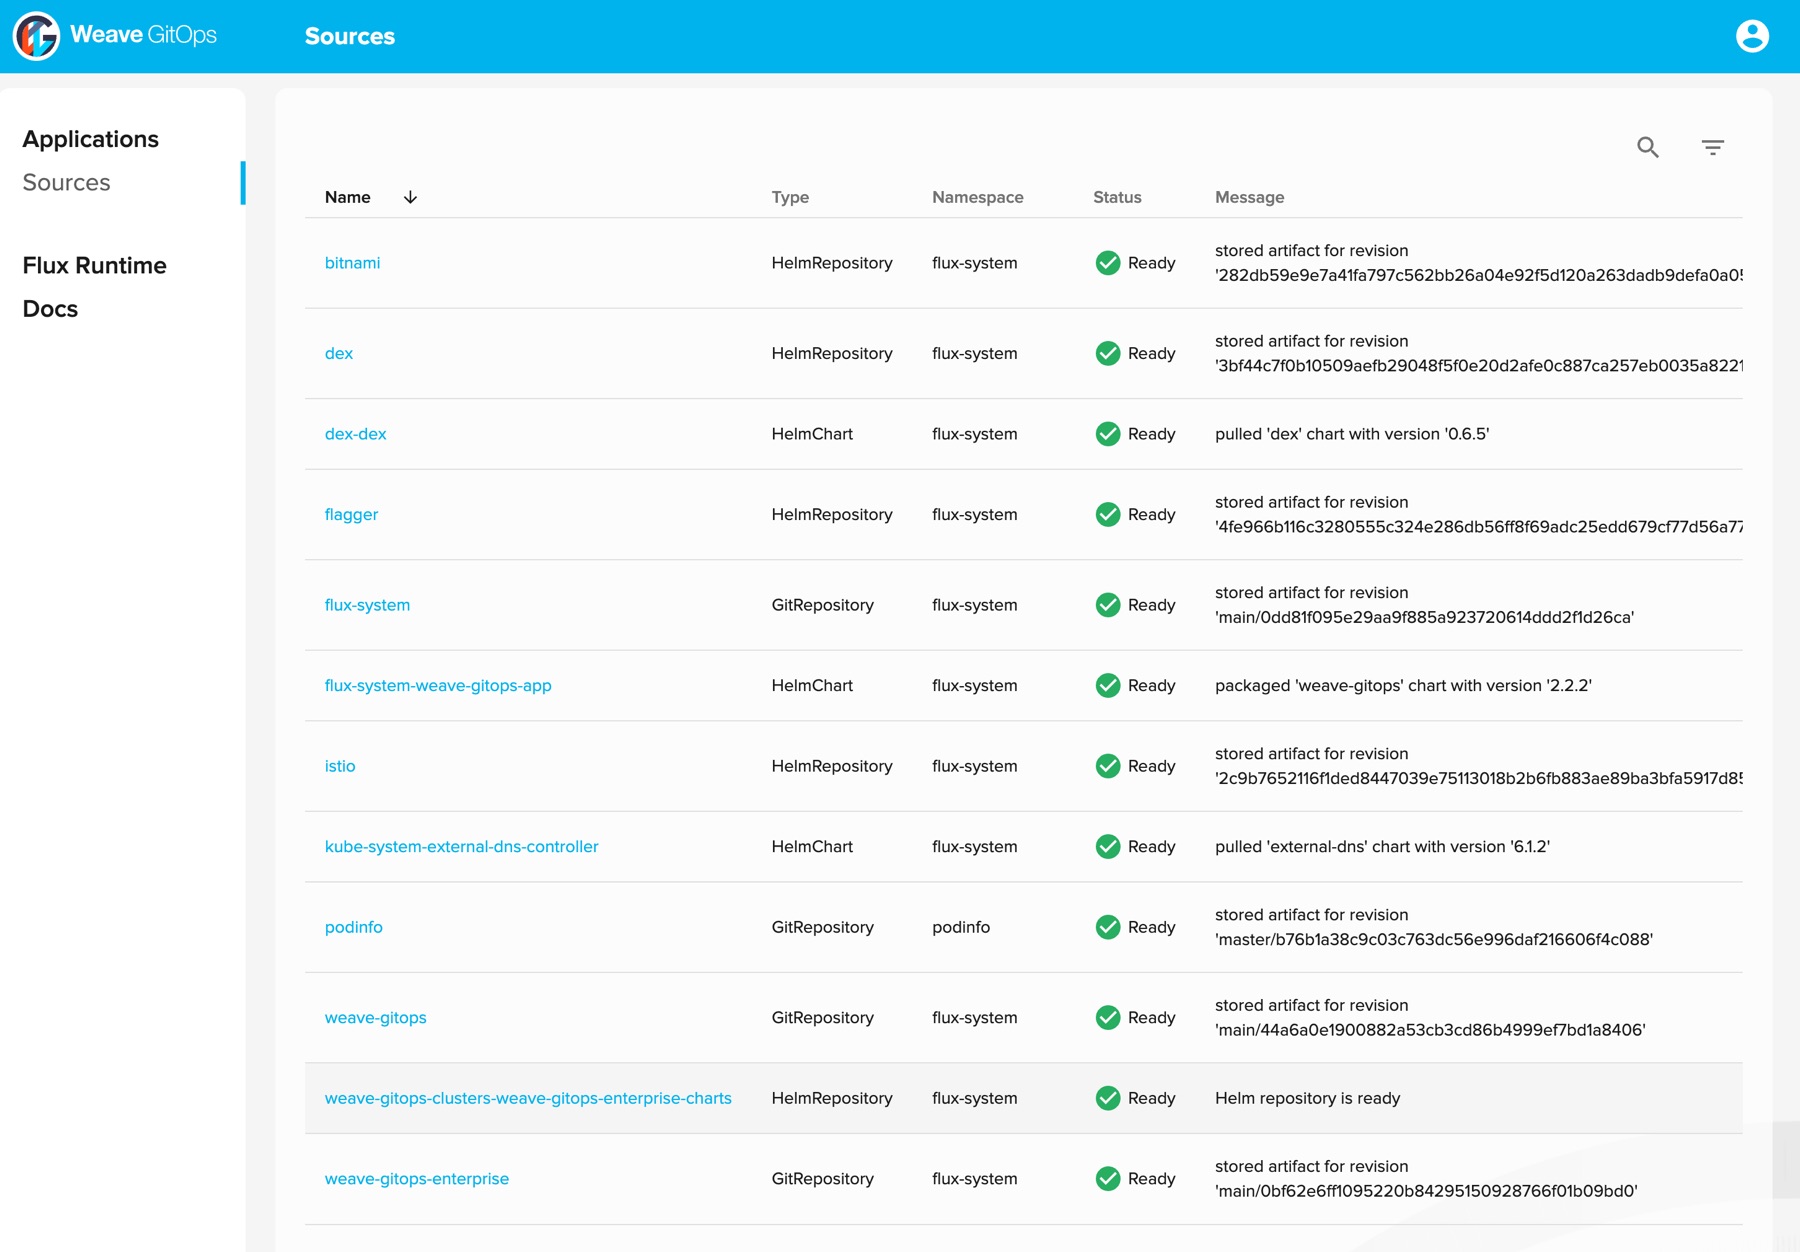 Weave GitOps
Sources
Applications
Sources
Flux Runtime
Docs
Name Type Namespace Status Message
bitnami HelmRepository flux-system Ready stored artifact for revision
'282db59e9e7a41fa797c562bb26a04e92f5d120a263dadb9defa0a05
dex HelmRepository flux-system Ready stored artifact for revision
'3bf44c7f0b10509aefb29048f5f0e20d2afe0c887ca257eb0035a8221
dex-dex HelmChart flux-system Ready pulled 'dex' chart with version '0.6.5'
flagger HelmRepository flux-system Ready stored artifact for revision
'4fe966b116c3280555c324e286db56ff8f69adc25edd679cf77d56a77
flux-system GitRepository flux-system Ready stored artifact for revision
'main/0dd81f095e29aa9f885a923720614ddd2f1d26ca'
flux-system-weave-gitops-app HelmChart flux-system Ready packaged 'weave-gitops' chart with version '2.2.2'
istio HelmRepository flux-system Ready stored artifact for revision
'2c9b7652116f1ded8447039e75113018b2b6fb883ae89ba3bfa5917d85
kube-system-external-dns-controller HelmChart flux-system Ready pulled 'external-dns' chart with version '6.1.2'
podinfo GitRepository podinfo Ready stored artifact for revision
'master/b76b1a38c9c03c763dc56e996daf216606f4c088'
weave-gitops GitRepository flux-system Ready stored artifact for revision
'main/44a6a0e1900882a53cb3cd86b4999ef7bd1a8406'
weave-gitops-clusters-weave-gitops-enterprise-charts HelmRepository flux-system Ready Helm repository is ready
weave-gitops-enterprise GitRepository flux-system Ready stored artifact for revision
'main/0bf62e6ff1095220b84295150928766f01b09bd0'